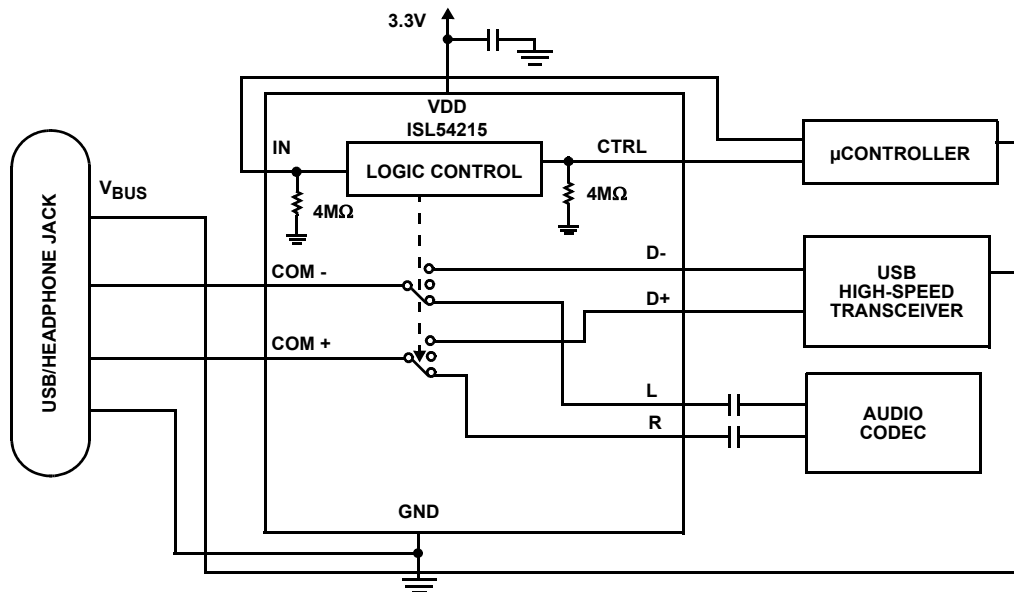 3.3V
VDD
ISL54215
IN
LOGIC CONTROL
CTRL
µCONTROLLER
4MΩ
4MΩ
VBUS
USB/HEADPHONE JACK
COM -
COM +
D-
D+
USB
HIGH-SPEED
TRANSCEIVER
L
R
AUDIO
CODEC
GND